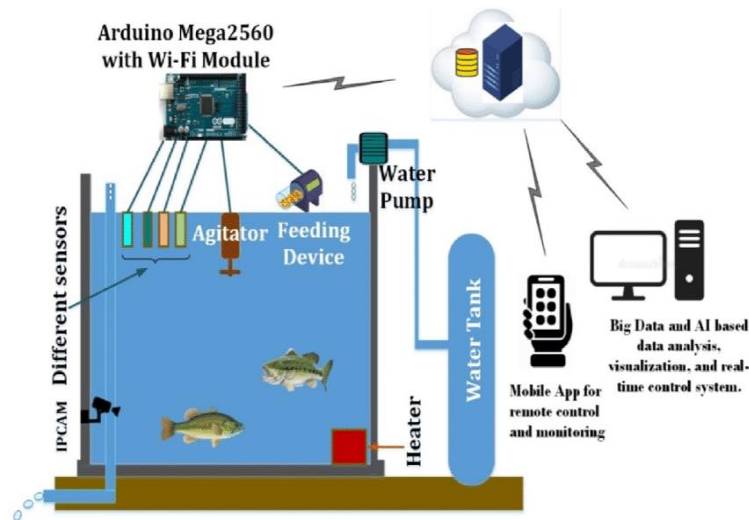 Arduino Mega2560
with Wi-Fi Module
Water
Pump
Agitator
Feeding
Device
Different sensors
IPCAM
Heater
Water Tank
Mobile App for
remote control
and monitoring
Big Data and AI based
data analysis,
visualization, and real-
time control system.